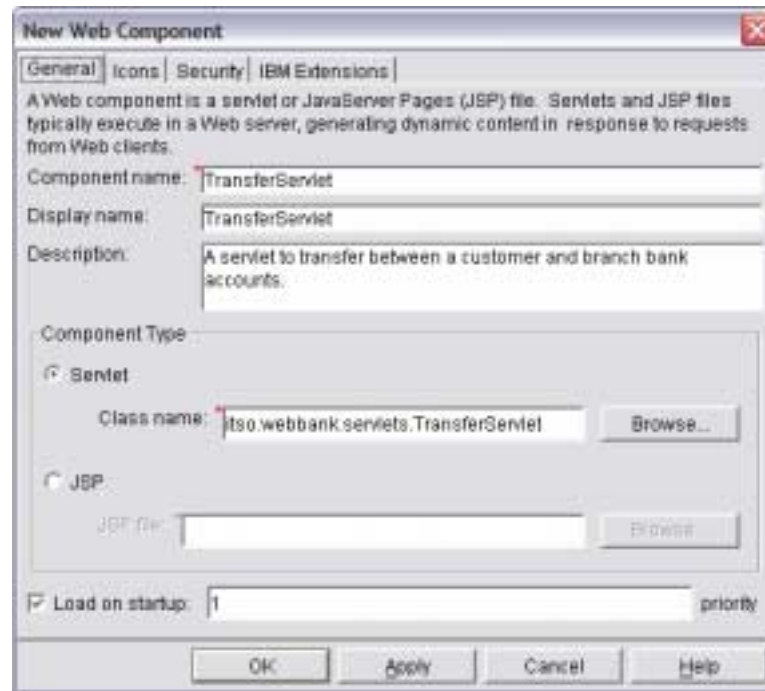 New Web Component
General Icons Security IBM Extensions
A Web component is a servlet or JavaServer Pages (JSP) file. Servlets and JSP files
typically execute in a Web server, generating dynamic content in response to requests
from Web clients.
Component name: *TransferServlet
Display name: TransferServlet
Description: A servlet to transfer between a customer and branch bank
accounts.
Component Type
Servlet
Class name: *itso.webbank.servlets.TransferServlet Browse...
JSP
JSP file: Browse...
Load on startup: 1 priority
OK Apply Cancel Help